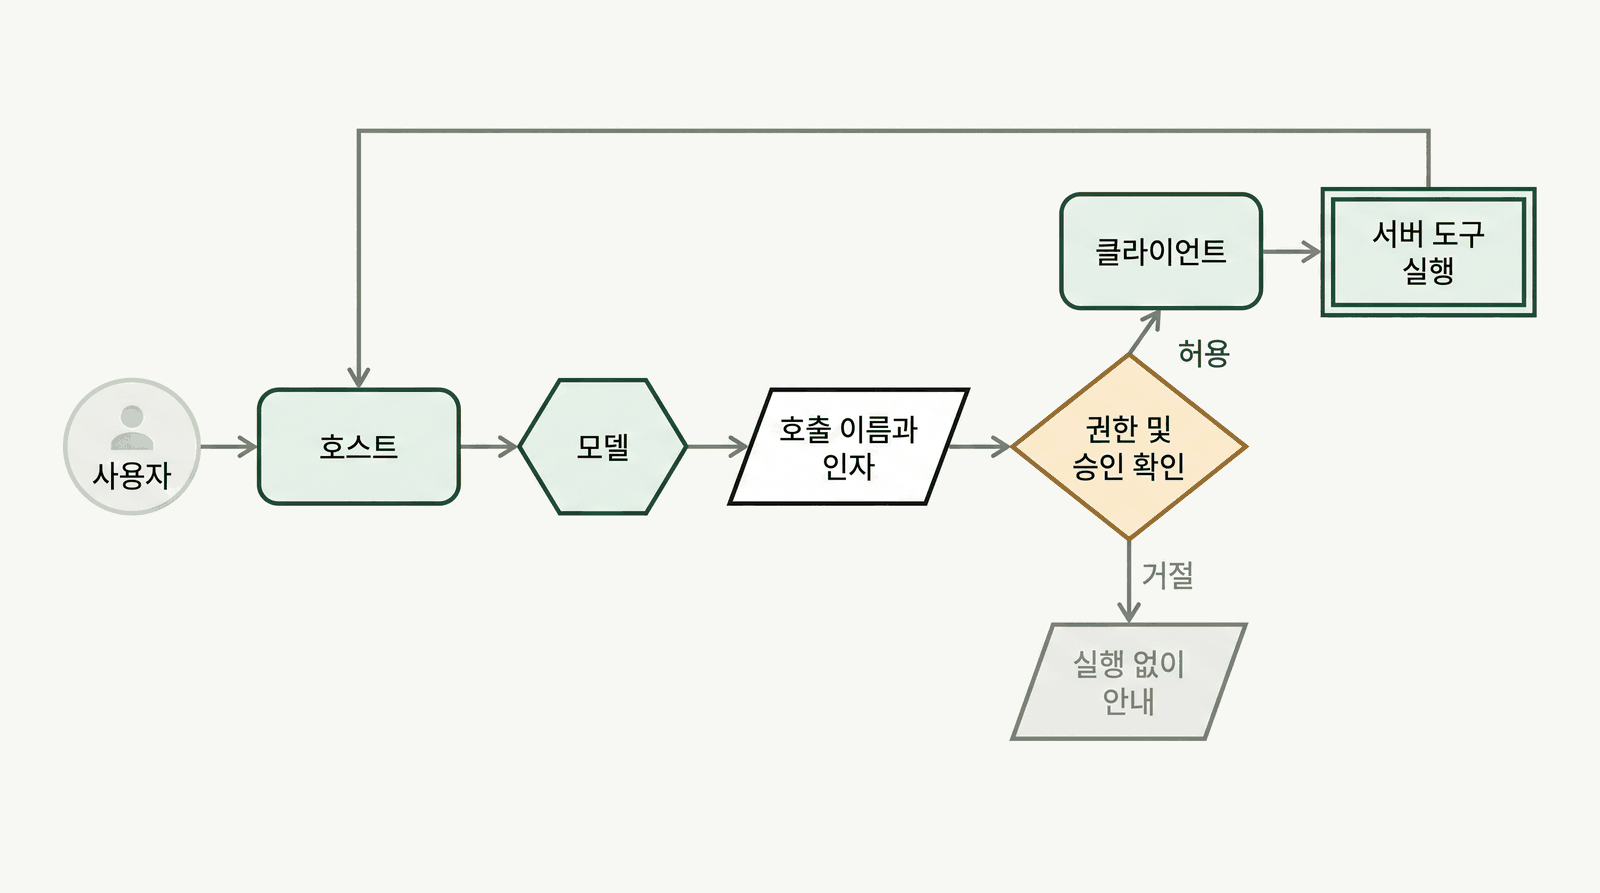 클라이언트
서버 도구
실행
허용
사용자
호스트
모델
호출 이름과
인자
권한 및
승인 확인
거절
실행 없이
안내